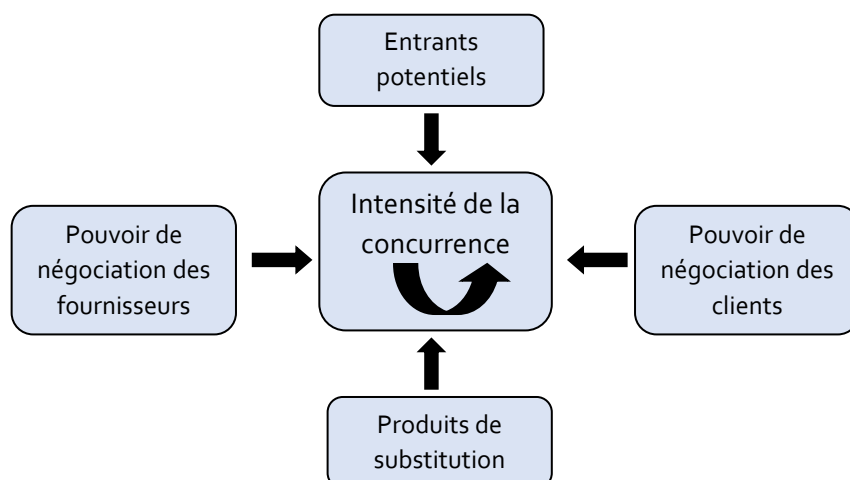 Entrants
potentiels
Intensité de la
concurrence
Pouvoir de
négociation des
fournisseurs
Pouvoir de
négociation des
clients
Produits de
substitution